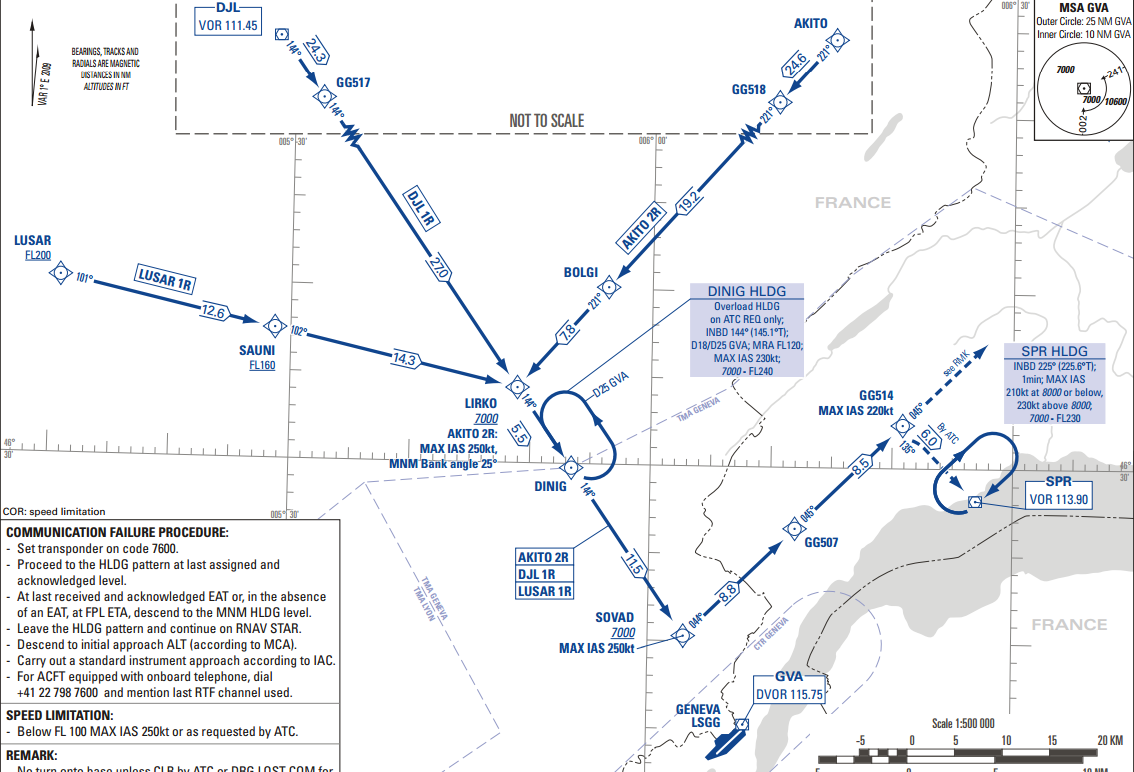 DJL
VOR 111.45
144°
24.3
GG517
144°
AKITO
221°
24.6
GG518
221°
NOT TO SCALE
006° 30'
MSA GVA
Outer Circle: 25 NM GVA
Inner Circle: 10 NM GVA
7000
241
7000
10600
002
VAR 1° E 2019
BEARINGS, TRACKS AND
RADIALS ARE MAGNETIC
DISTANCES IN NM
ALTITUDES IN FT
005° 30'
006° 00'
DJL 1R
27.0
AKITO 2R
19.2
FRANCE
LUSAR
FL200
101°
LUSAR 1R
12.6
SAUNI
FL160
102°
14.3
BOLGI
221°
7.8
DINIG HLDG
Overload HLDG
on ATC REQ only;
INBD 144° (145.1°T);
D18/D25 GVA; MRA FL120;
MAX IAS 230kt;
7000 - FL240
SPR HLDG
INBD 225° (225.6°T);
1min; MAX IAS
210kt at 8000 or below,
230kt above 8000;
7000 - FL230
see RMK
LIRKO
7000
AKITO 2R:
MAX IAS 250kt,
MNM Bank angle 25°
144°
5.5
D25 GVA
TMA GENEVA
GG514
MAX IAS 220kt
045°
By ATC
6.0
135°
8.5
46°
30'
46°
30'
DINIG
144°
SPR
VOR 113.90
005° 30'
COR: speed limitation
COMMUNICATION FAILURE PROCEDURE:
- Set transponder on code 7600.
- Proceed to the HLDG pattern at last assigned and
acknowledged level.
- At last received and acknowledged EAT or, in the absence
of an EAT, at FPL ETA, descend to the MNM HLDG level.
- Leave the HLDG pattern and continue on RNAV STAR.
- Descend to initial approach ALT (according to MCA).
- Carry out a standard instrument approach according to IAC.
- For ACFT equipped with onboard telephone, dial
+41 22 798 7600 and mention last RTF channel used.
SPEED LIMITATION:
- Below FL 100 MAX IAS 250kt or as requested by ATC.
REMARK:
- No turn onto base unless CLR by ATC or DRG LOST COM for
TMA GENEVA
TMA LYON
AKITO 2R
DJL 1R
LUSAR 1R
11.5
045°
GG507
SOVAD
7000
MAX IAS 250kt
044°
8.8
CTR GENEVA
FRANCE
GVA
DVOR 115.75
GENEVA
LSGG
Scale 1:500 000
-5 0 5 10 15 20 KM
-5 0 5 10 NM